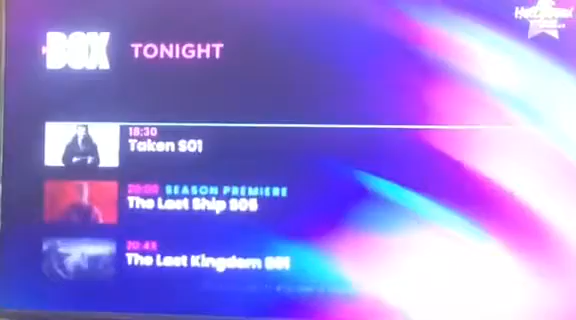 BOX TONIGHT
18:30
Taken S01
20:00 SEASON PREMIERE
The Last Ship S05
20:45
The Last Kingdom S01